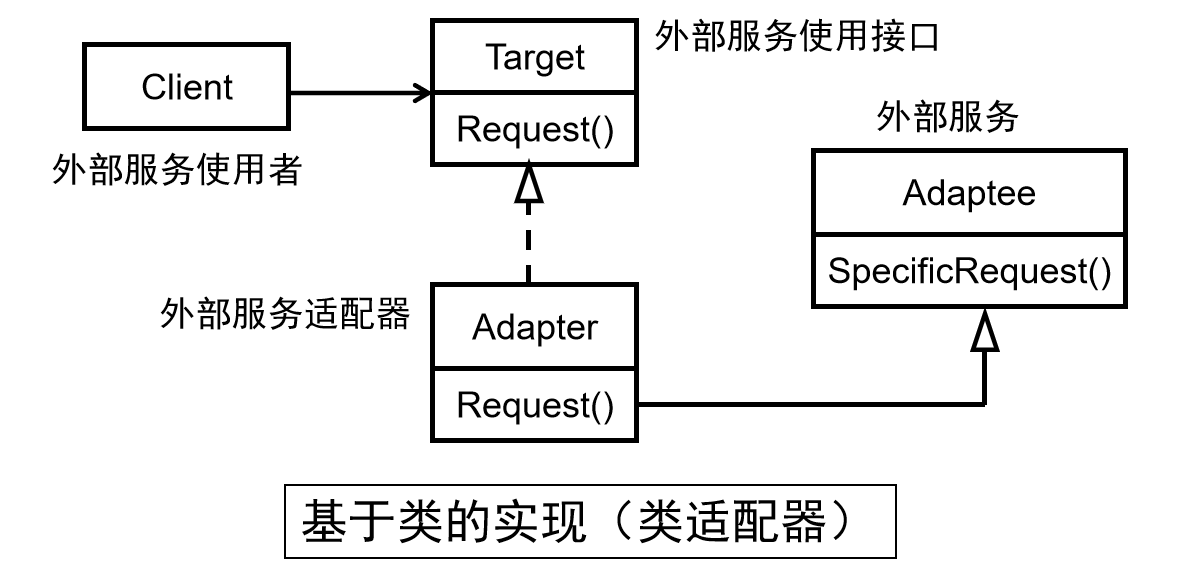 Target
外部服务使用接口
Client
Request()
外部服务使用者
外部服务
Adaptee
SpecificRequest()
外部服务适配器
Adapter
Request()
基于类的实现（类适配器）